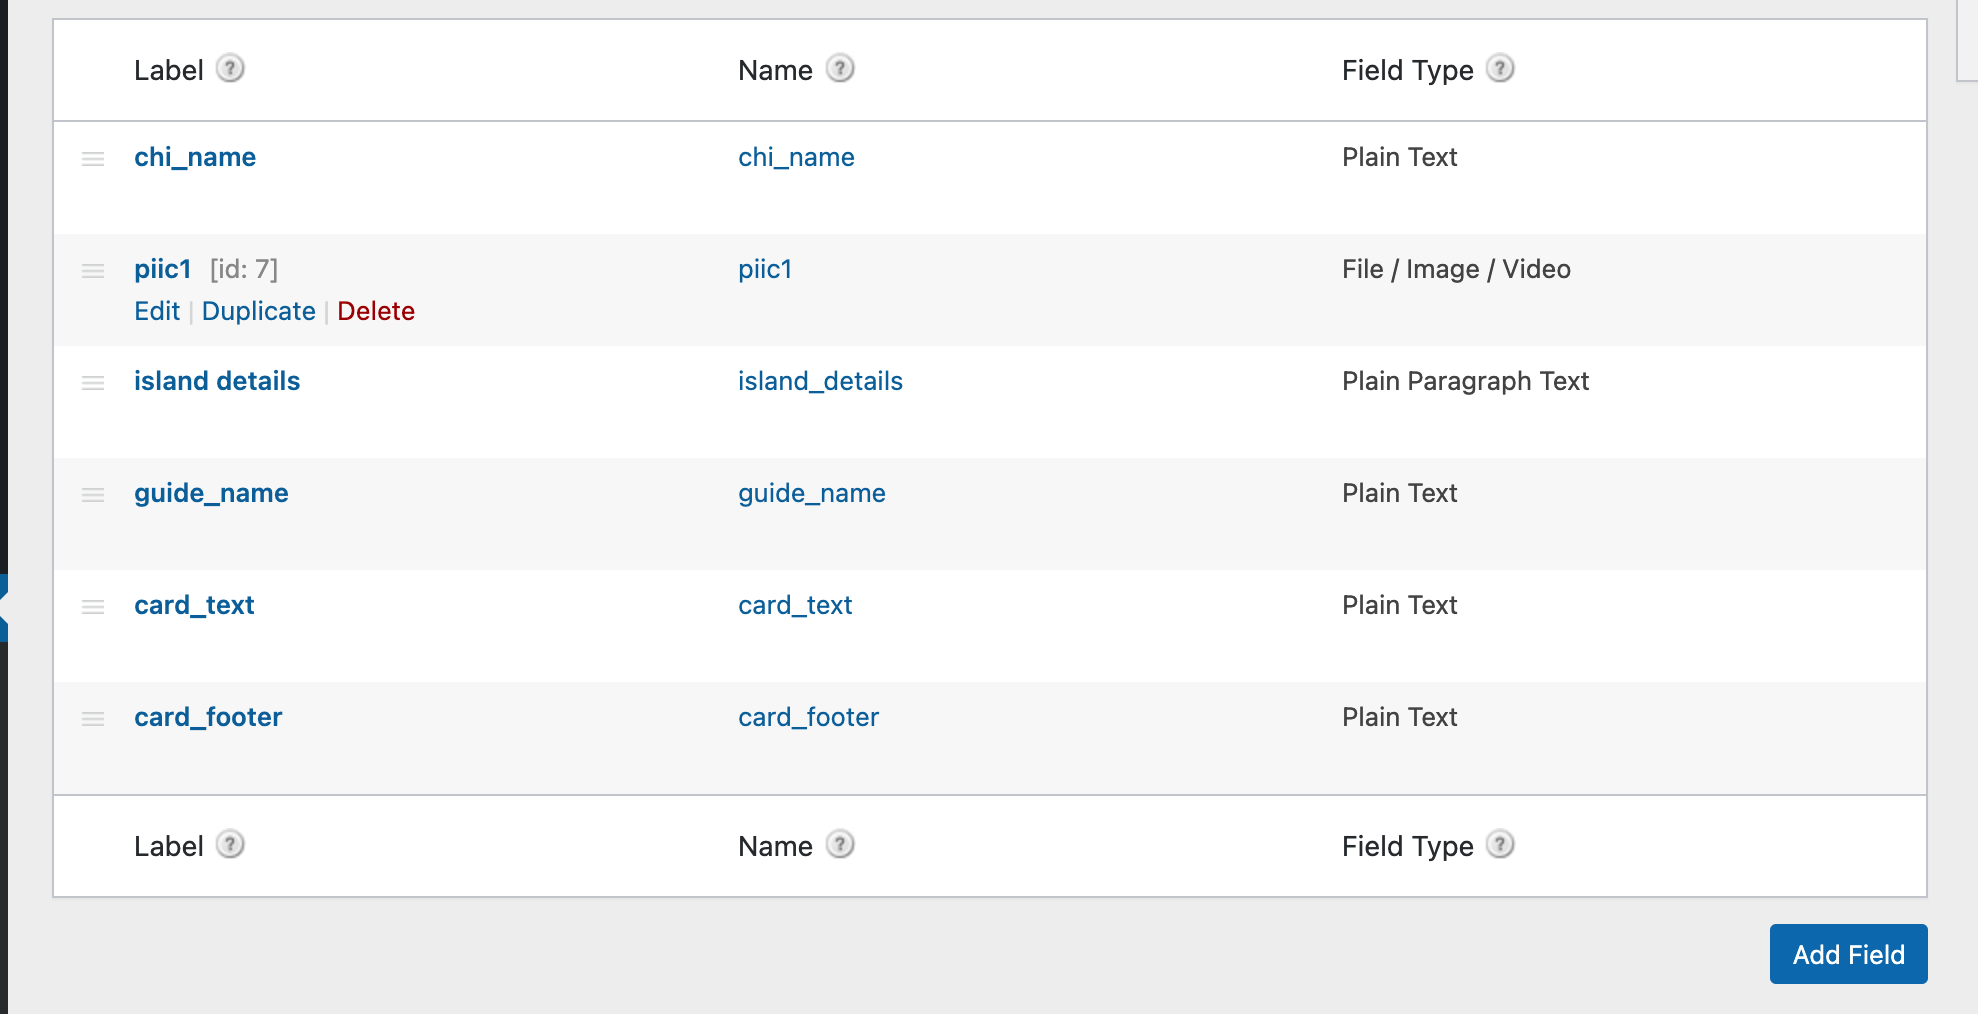 Label ? Name ? Field Type ?
chi_name chi_name Plain Text
piic1 [id: 7] piic1 File / Image / Video
Edit | Duplicate | Delete
island details island_details Plain Paragraph Text
guide_name guide_name Plain Text
card_text card_text Plain Text
card_footer card_footer Plain Text
Label ? Name ? Field Type ?
Add Field